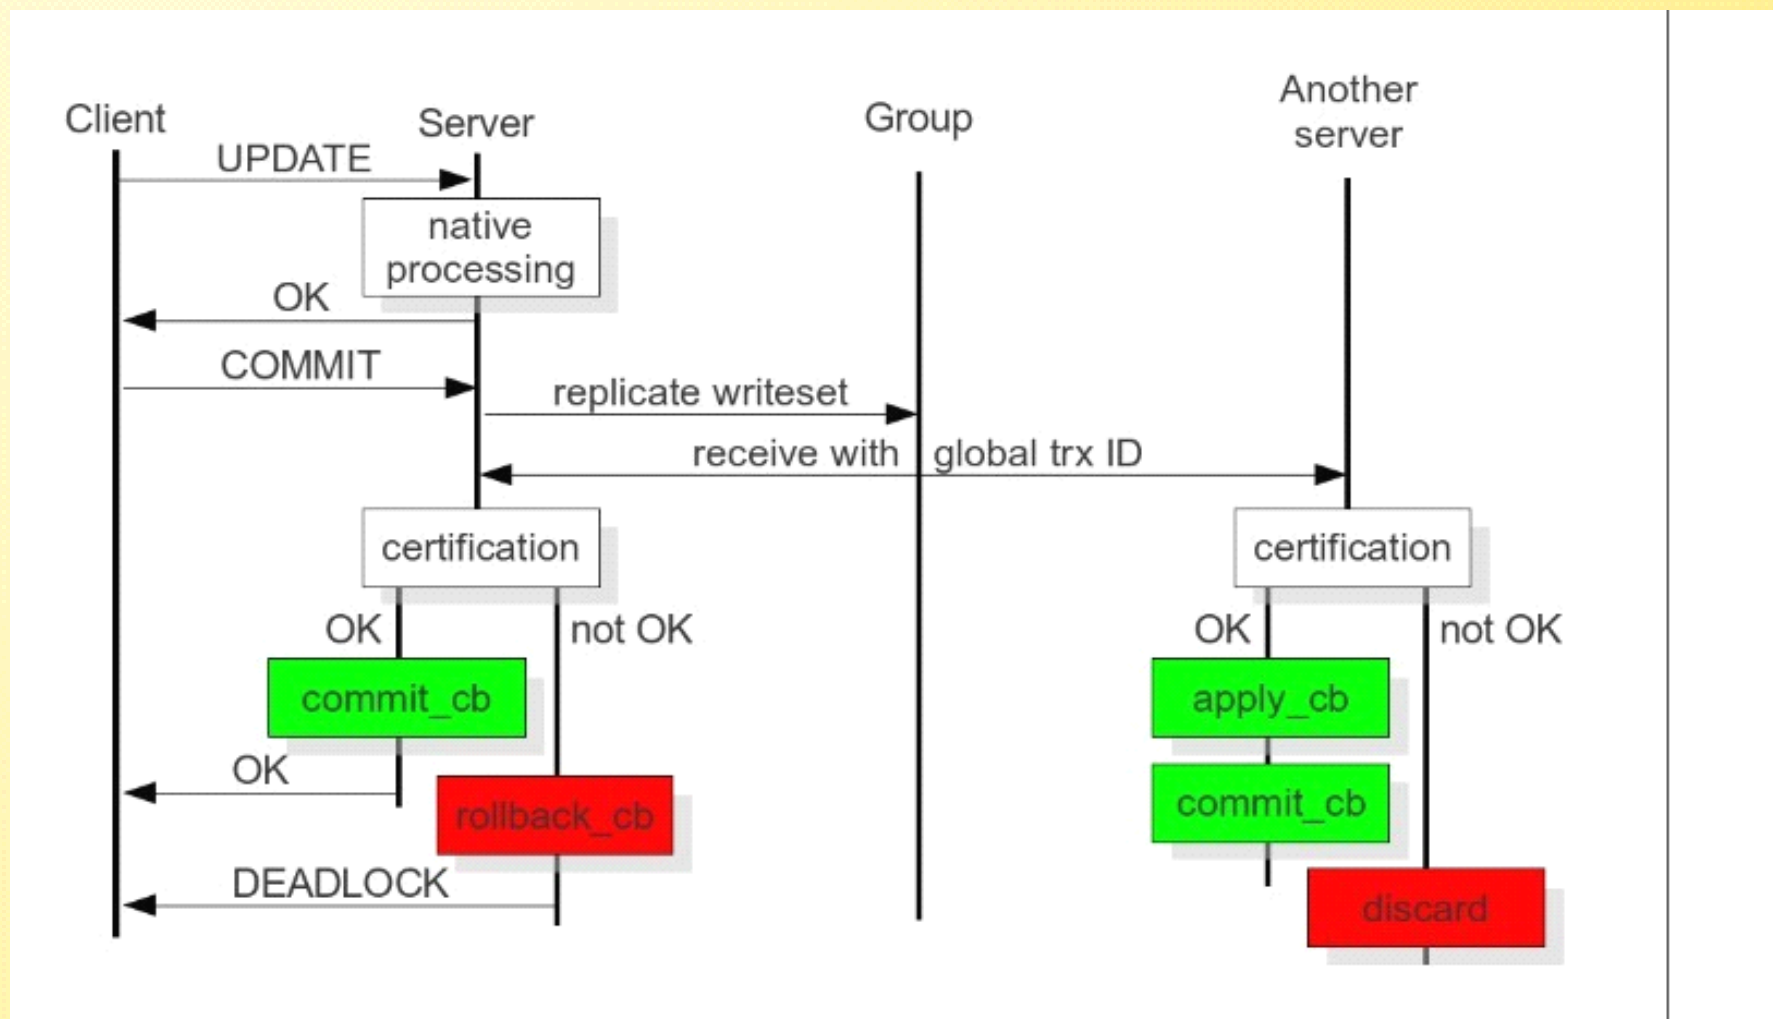 Client
Server
Group
Another
server
UPDATE
native
processing
OK
COMMIT
replicate writeset
receive with global trx ID
certification
certification
OK
not OK
OK
not OK
commit_cb
apply_cb
OK
rollback_cb
commit_cb
DEADLOCK
discard